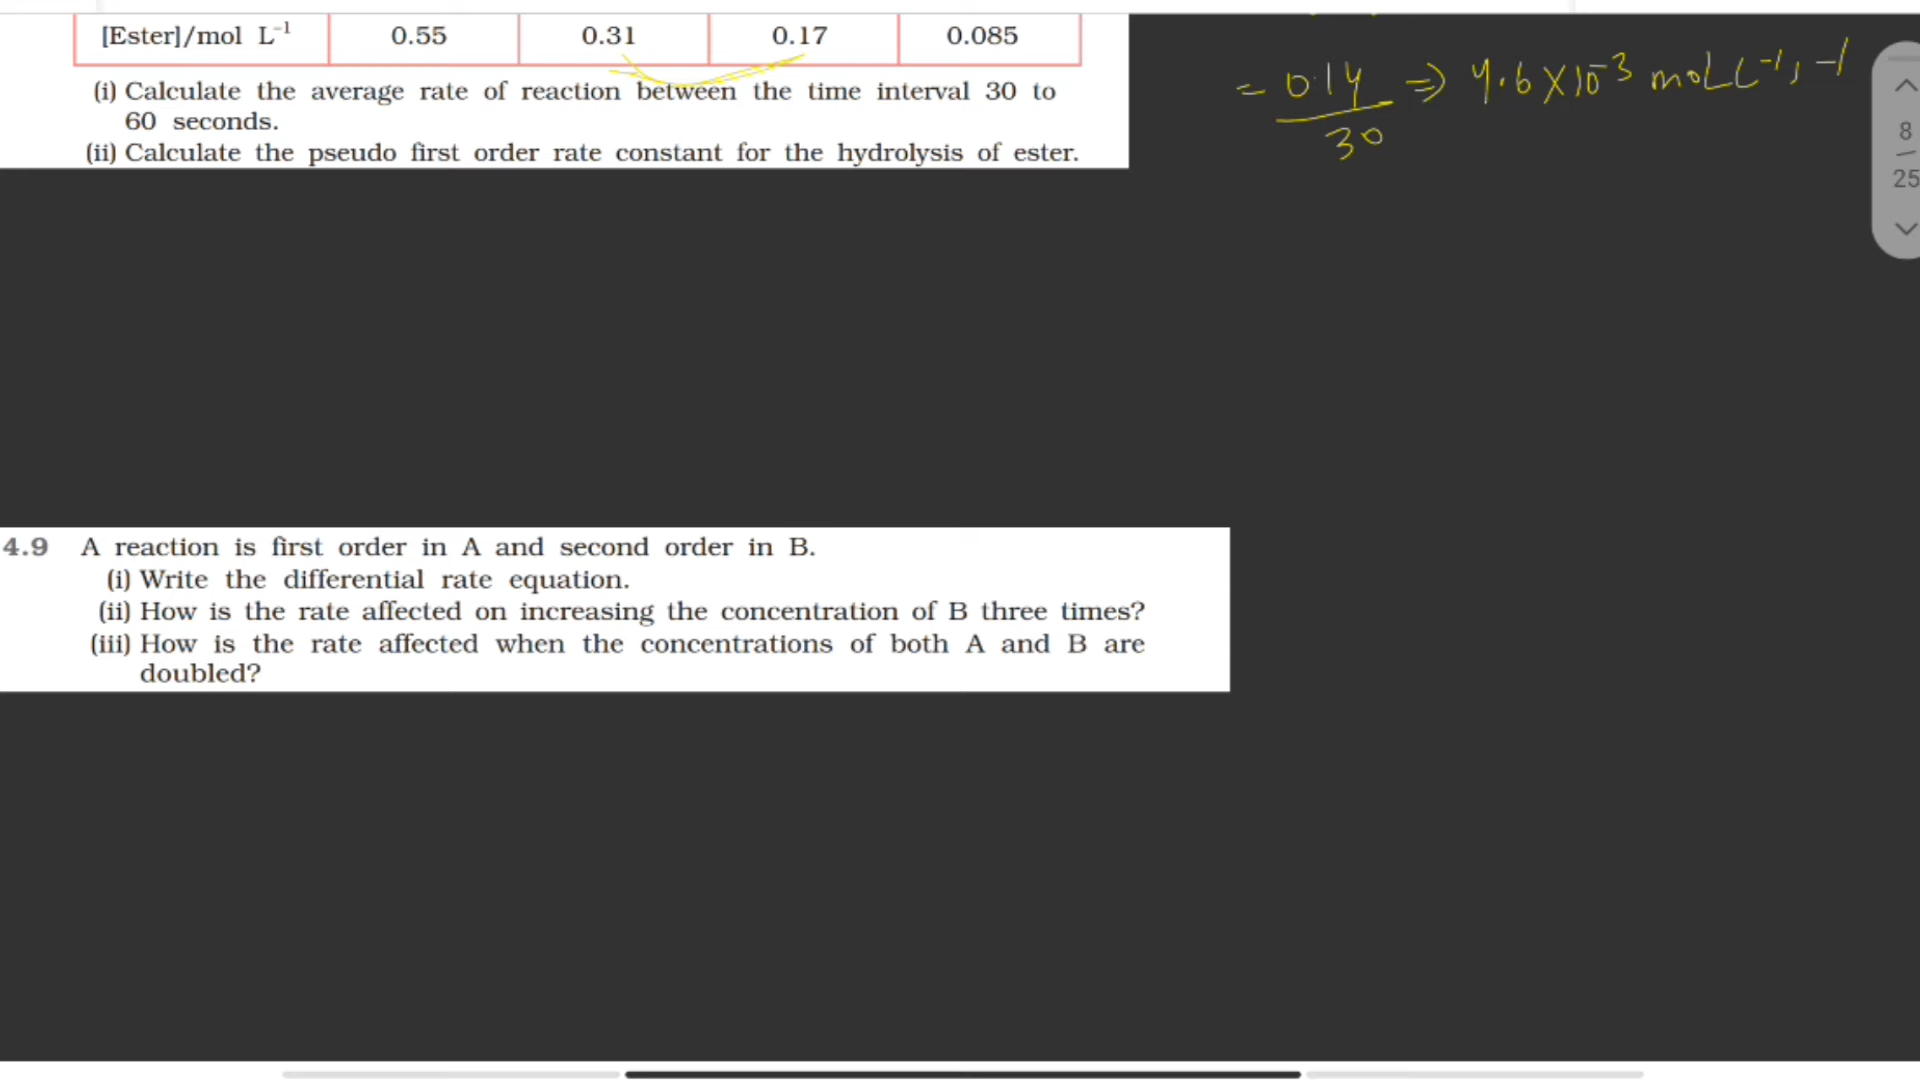 [Ester]/mol L⁻¹ 0.55 0.31 0.17 0.085
(i) Calculate the average rate of reaction between the time interval 30 to
60 seconds.
(ii) Calculate the pseudo first order rate constant for the hydrolysis of ester.
= 0.14 / 30 ⇒ 4.6 X 10⁻³ mol L⁻¹ s⁻¹
8
25
4.9 A reaction is first order in A and second order in B.
(i) Write the differential rate equation.
(ii) How is the rate affected on increasing the concentration of B three times?
(iii) How is the rate affected when the concentrations of both A and B are
doubled?